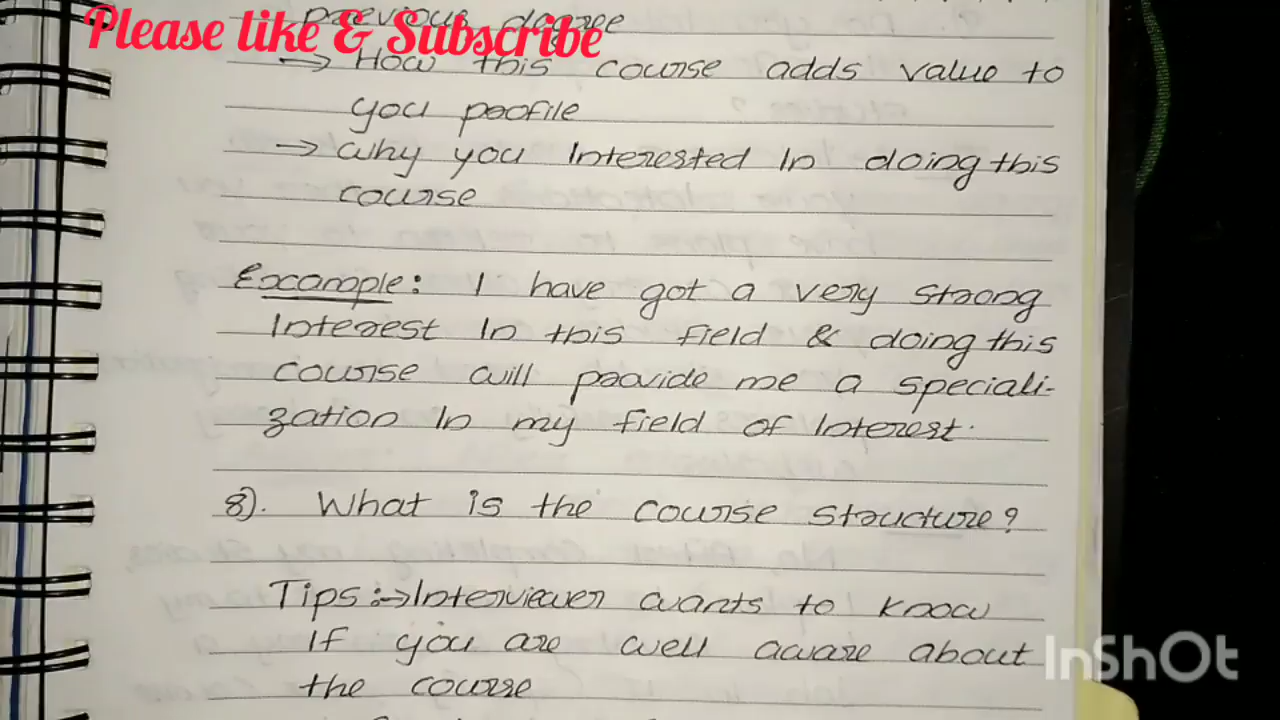 previous degree
Please like & Subscribe
→ How this course adds value to
you profile
→ Why you Interested In doing this
course
Example: I have got a very strong
Interest In this field & doing this
course will provide me a speciali-
zation In my field of Interest.
8). What is the course structure?
Tips :→ Interviewer wants to know
If you are well aware about
the course
InShOt